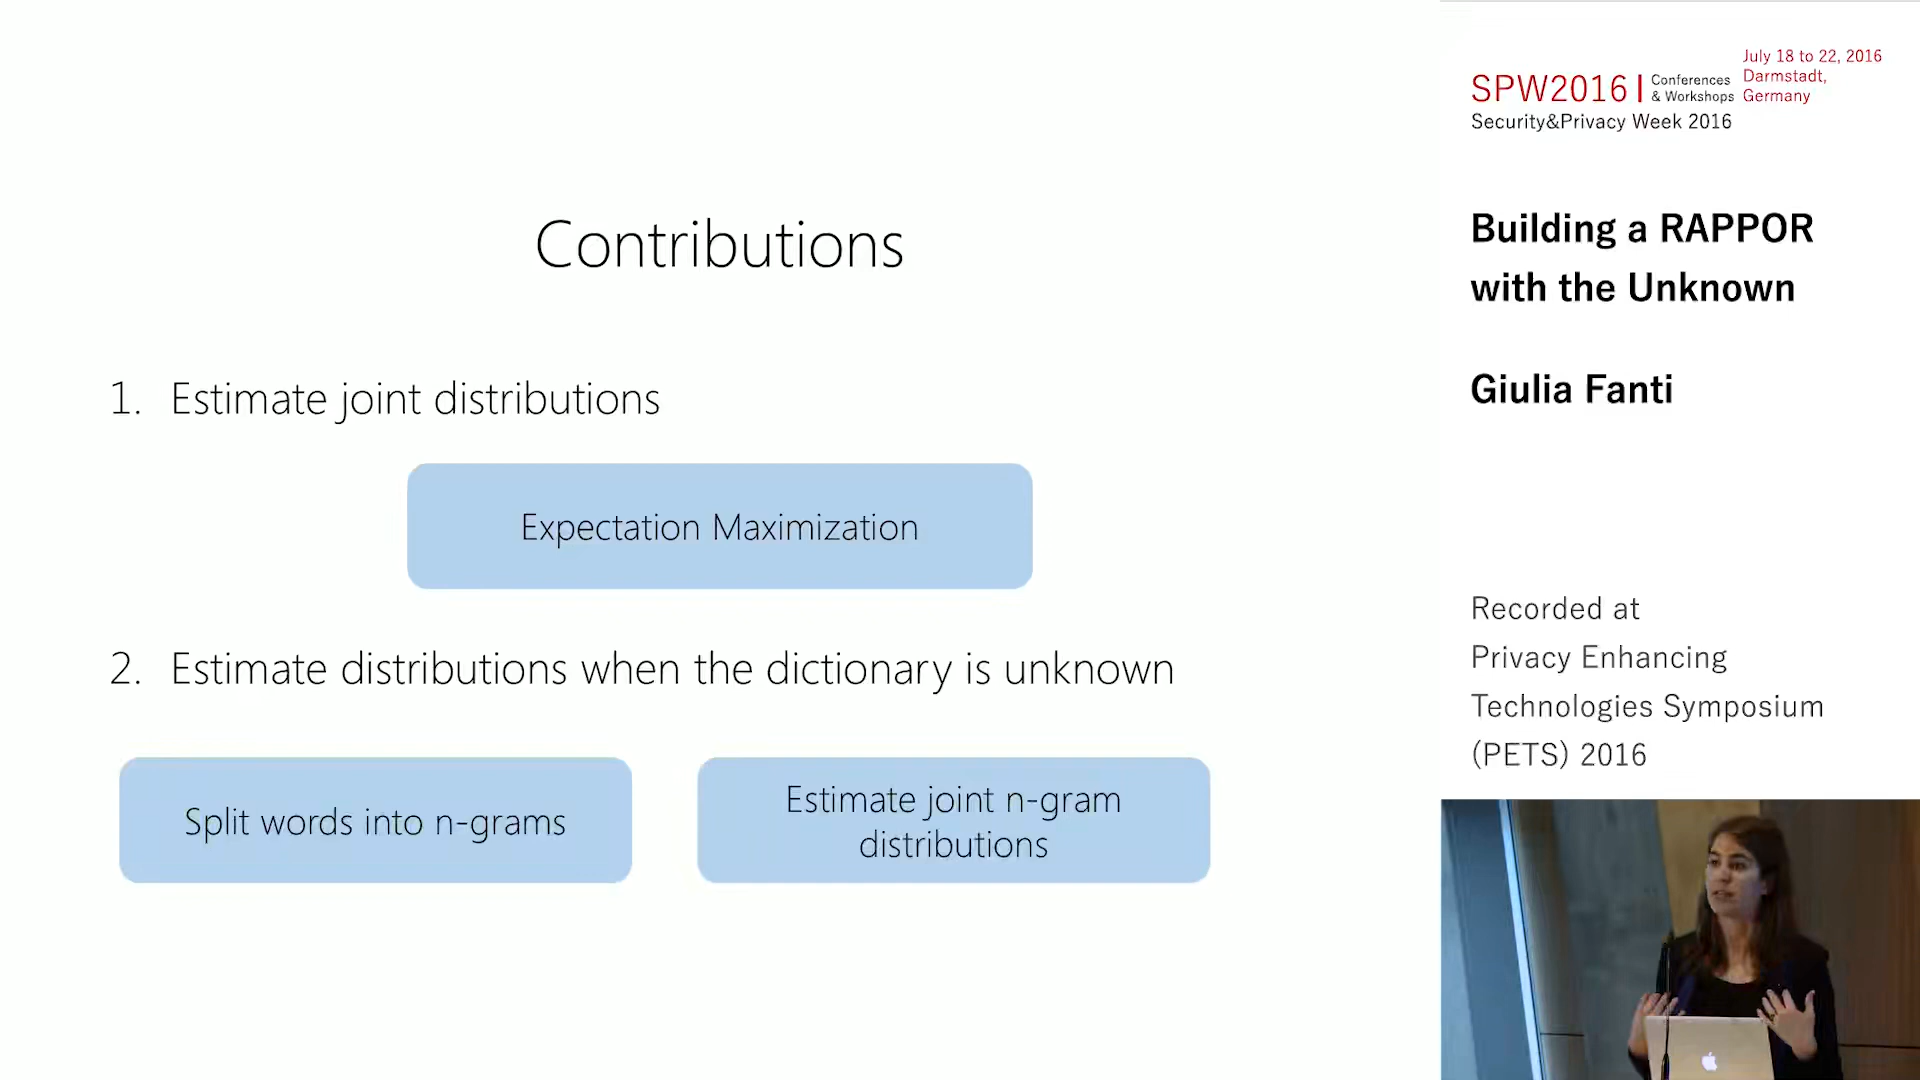 Contributions
1. Estimate joint distributions
Expectation Maximization
2. Estimate distributions when the dictionary is unknown
Split words into n-grams
Estimate joint n-gram
distributions
SPW2016 | Conferences
& Workshops
July 18 to 22, 2016
Darmstadt,
Germany
Security&Privacy Week 2016
Building a RAPPOR
with the Unknown
Giulia Fanti
Recorded at
Privacy Enhancing
Technologies Symposium
(PETS) 2016